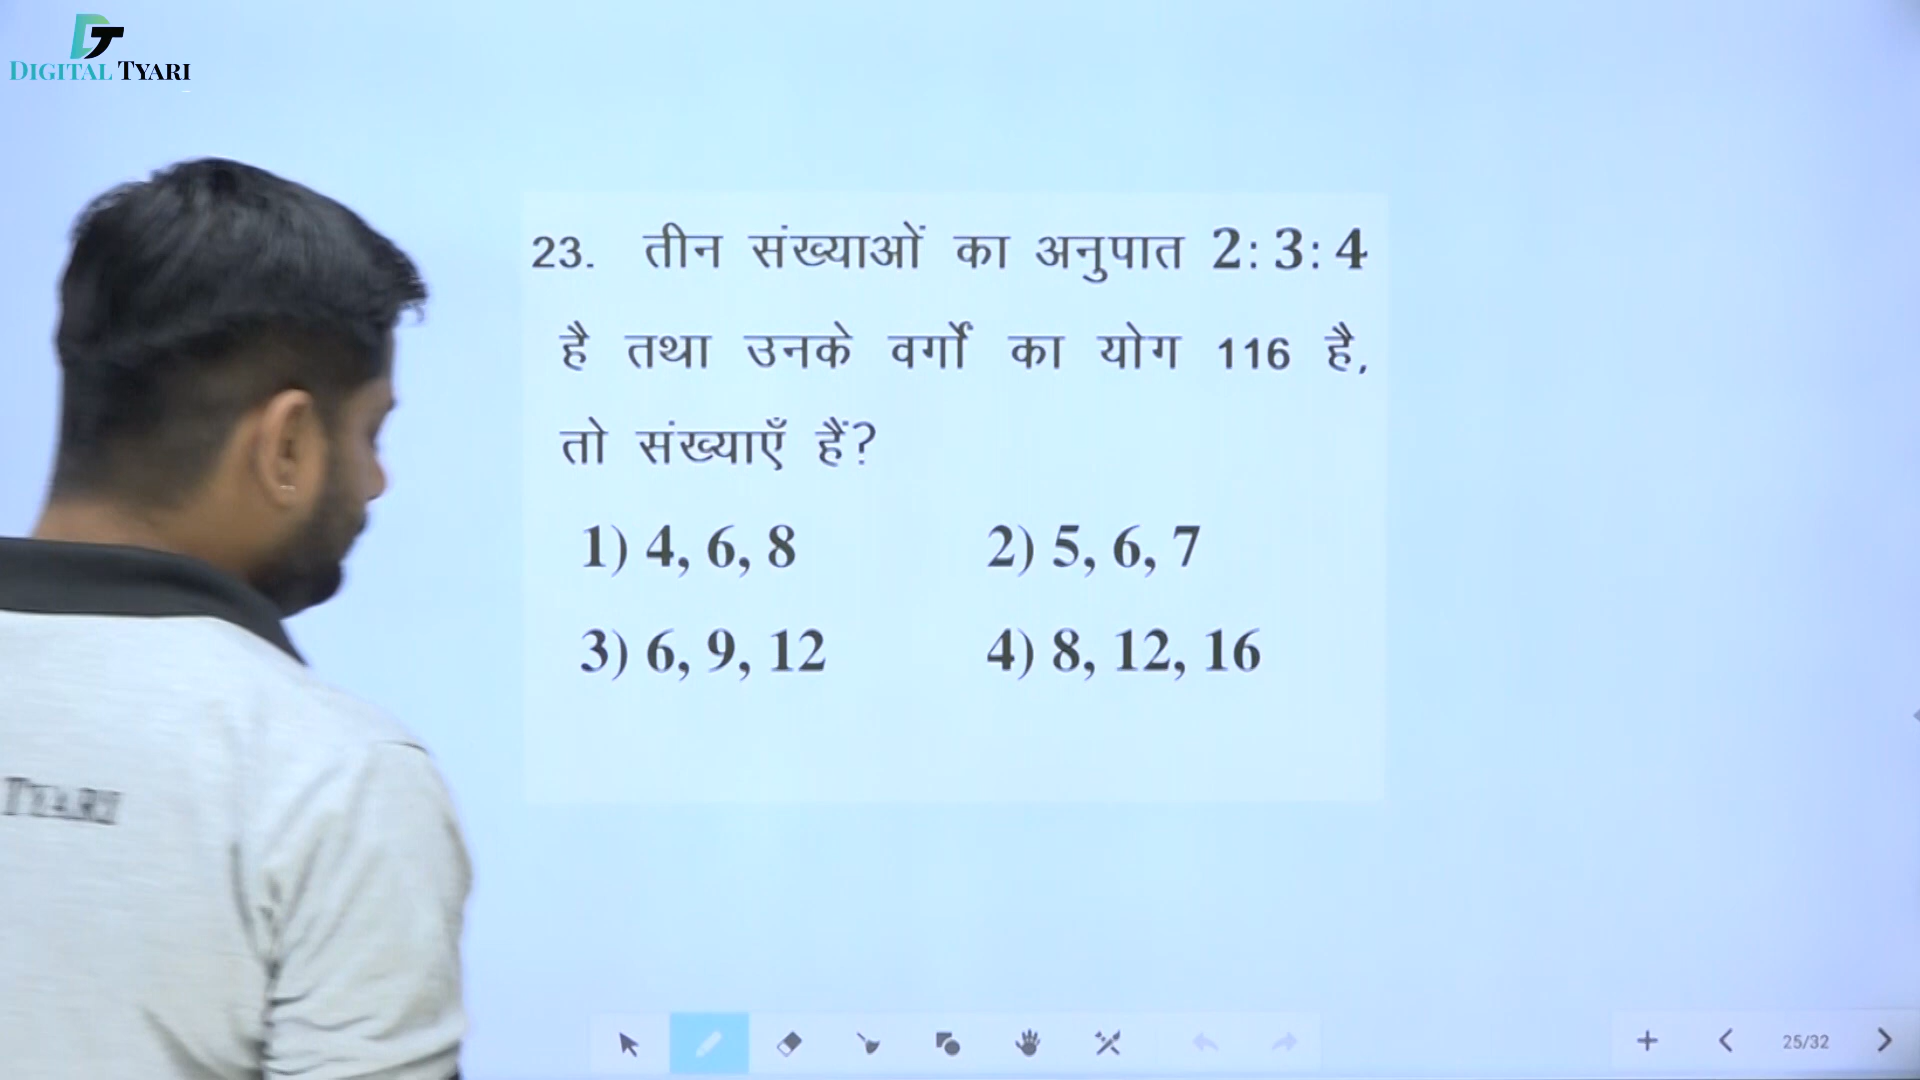 DIGITAL TYARI
23. तीन संख्याओं का अनुपात 2:3:4
है तथा उनके वर्गों का योग 116 है,
तो संख्याएँ हैं?
1) 4, 6, 8 2) 5, 6, 7
3) 6, 9, 12 4) 8, 12, 16
TYARI
25/32